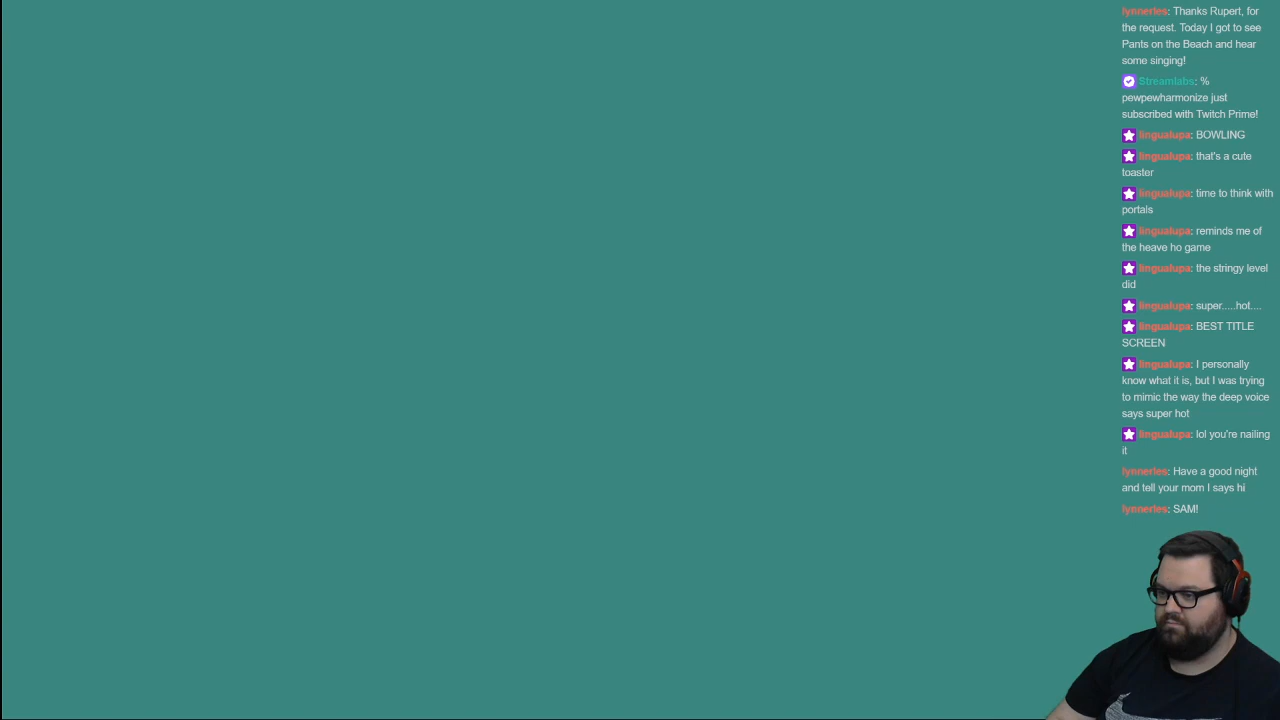 lynnerles: Thanks Rupert, for
the request. Today I got to see
Pants on the Beach and hear
some singing!
Streamlabs: %
pewpewharmonize just
subscribed with Twitch Prime!
lingualupa: BOWLING
lingualupa: that's a cute
toaster
lingualupa: time to think with
portals
lingualupa: reminds me of
the heave ho game
lingualupa: the stringy level
did
lingualupa: super.....hot....
lingualupa: BEST TITLE
SCREEN
lingualupa: I personally
know what it is, but I was trying
to mimic the way the deep voice
says super hot
lingualupa: lol you're nailing
it
lynnerles: Have a good night
and tell your mom I says hi
lynnerles: SAM!